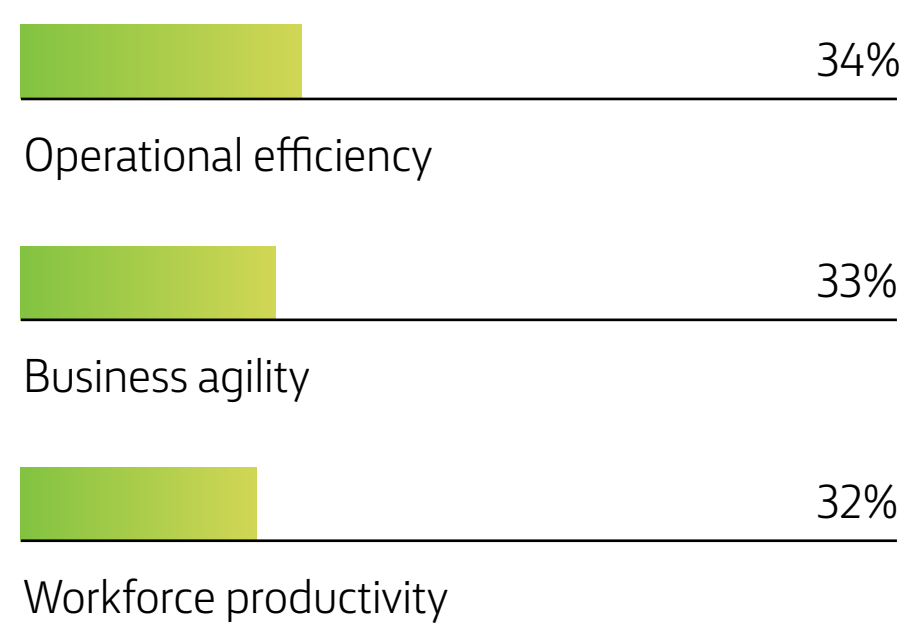 34%
Operational efficiency
33%
Business agility
32%
Workforce productivity